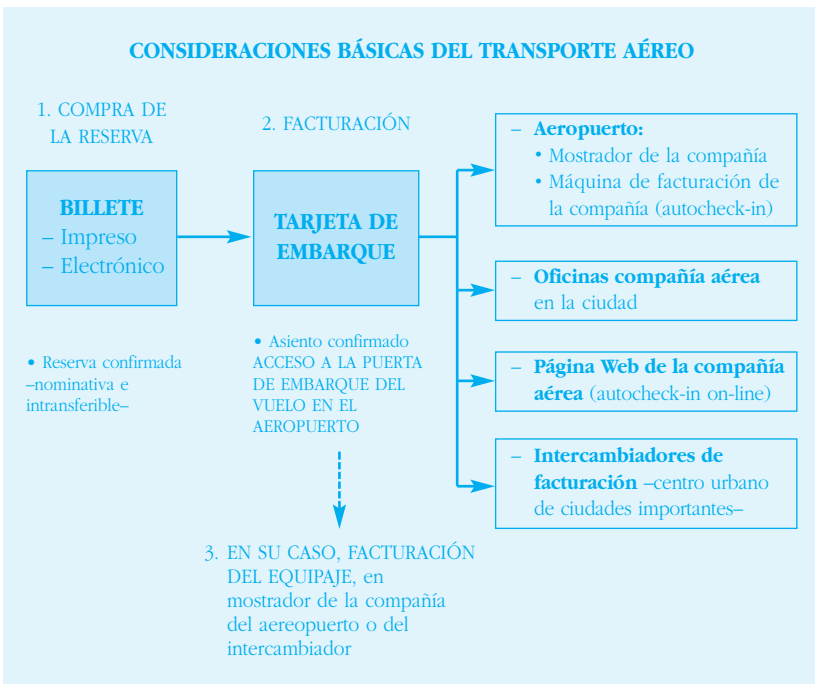 CONSIDERACIONES BÁSICAS DEL TRANSPORTE AÉREO
1. COMPRA DE
LA RESERVA
BILLETE
– Impreso
– Electrónico
• Reserva confirmada
–nominativa e
intransferible–
2. FACTURACIÓN
TARJETA DE
EMBARQUE
• Asiento confirmado
ACCESO A LA PUERTA
DE EMBARQUE DEL
VUELO EN EL
AEROPUERTO
– Aeropuerto:
• Mostrador de la compañía
• Máquina de facturación de
la compañía (autocheck-in)
– Oficinas compañía aérea
en la ciudad
– Página Web de la compañía
aérea (autocheck-in on-line)
– Intercambiadores de
facturación –centro urbano
de ciudades importantes–
3. EN SU CASO, FACTURACIÓN
DEL EQUIPAJE, en
mostrador de la compañía
del aereopuerto o del
intercambiador